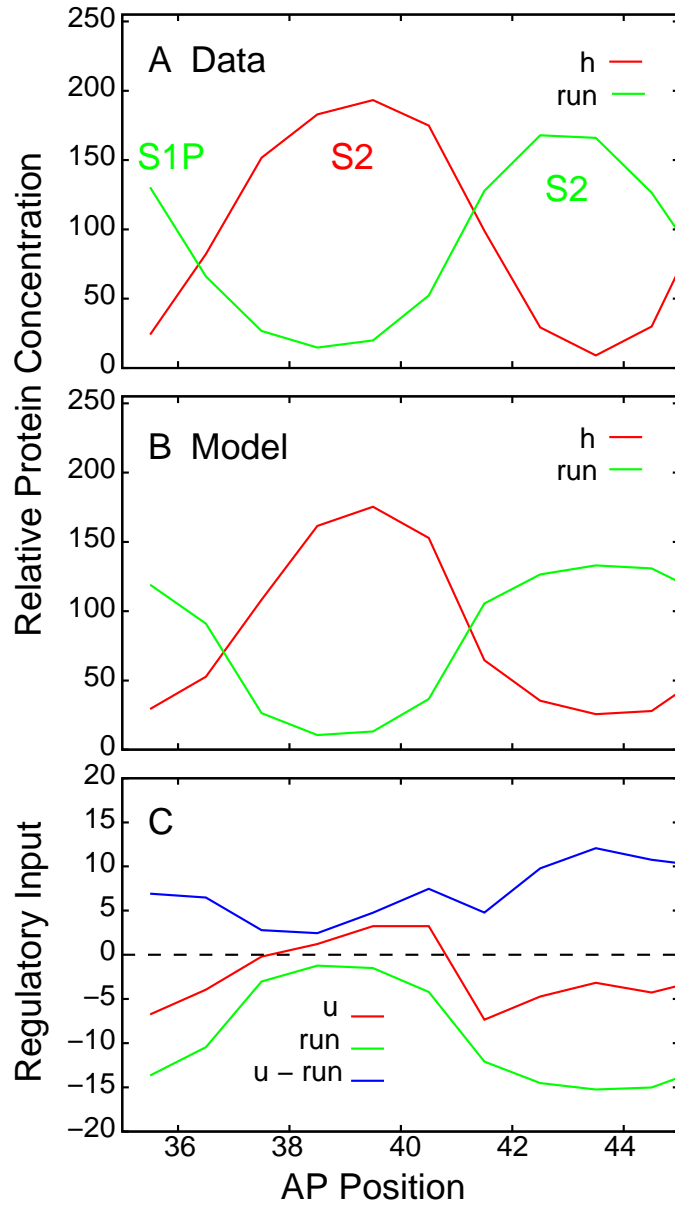 A Data
h
run
S1P
S2
S2
250
200
150
100
50
0
B Model
h
run
250
200
150
100
50
0
Relative Protein Concentration
C
20
15
10
5
0
−5
−10
−15
−20
u
run
u − run
Regulatory Input
36 38 40 42 44
AP Position